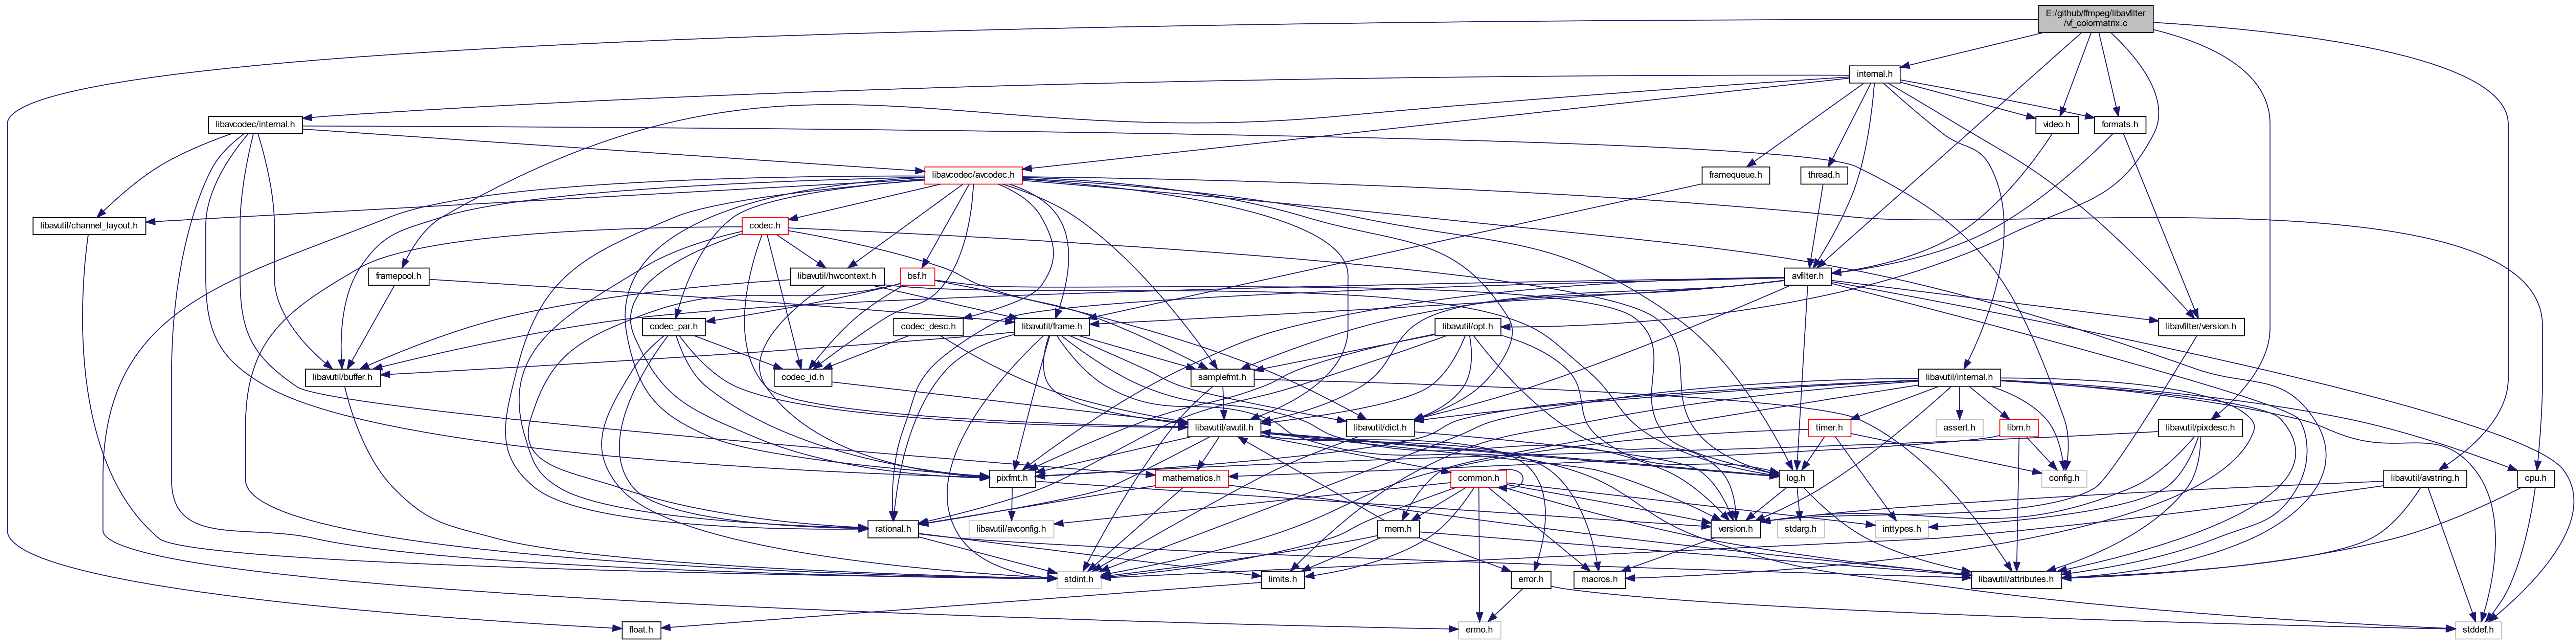 E:/github/ffmpeg/libavfilter
/vf_colormatrix.c
internal.h
libavcodec/internal.h
video.h
formats.h
libavcodec/avcodec.h
framequeue.h
thread.h
libavutil/channel_layout.h
codec.h
framepool.h
libavutil/hwcontext.h
bsf.h
avfilter.h
codec_par.h
codec_desc.h
libavutil/frame.h
libavutil/opt.h
libavfilter/version.h
libavutil/buffer.h
codec_id.h
samplefmt.h
libavutil/internal.h
libavutil/avutil.h
libavutil/dict.h
timer.h
assert.h
libm.h
libavutil/pixdesc.h
pixfmt.h
mathematics.h
common.h
log.h
config.h
libavutil/avstring.h
cpu.h
rational.h
libavutil/avconfig.h
mem.h
version.h
stdarg.h
inttypes.h
stdint.h
limits.h
error.h
macros.h
libavutil/attributes.h
float.h
errno.h
stddef.h